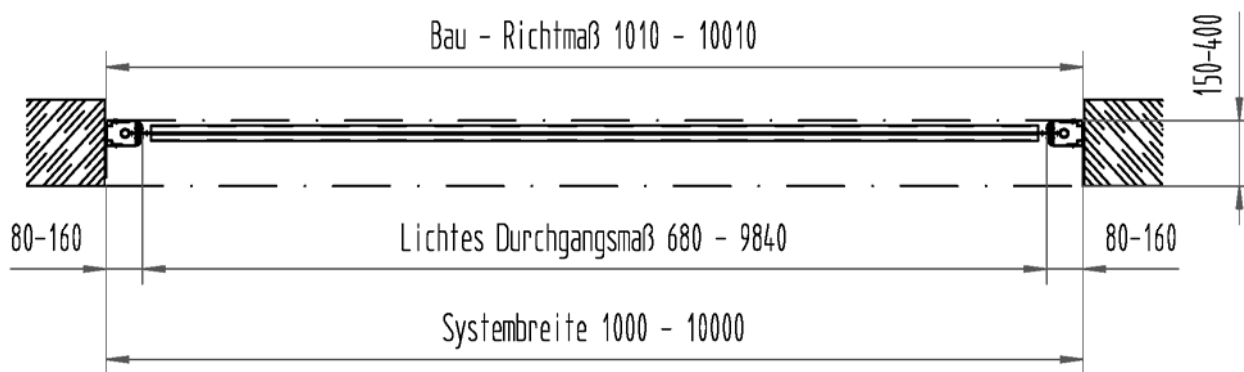 Bau - Richtmaß 1010 - 10010
150-400
80-160
Lichtes Durchgangsmaß 680 - 9840
80-160
Systembreite 1000 - 10000